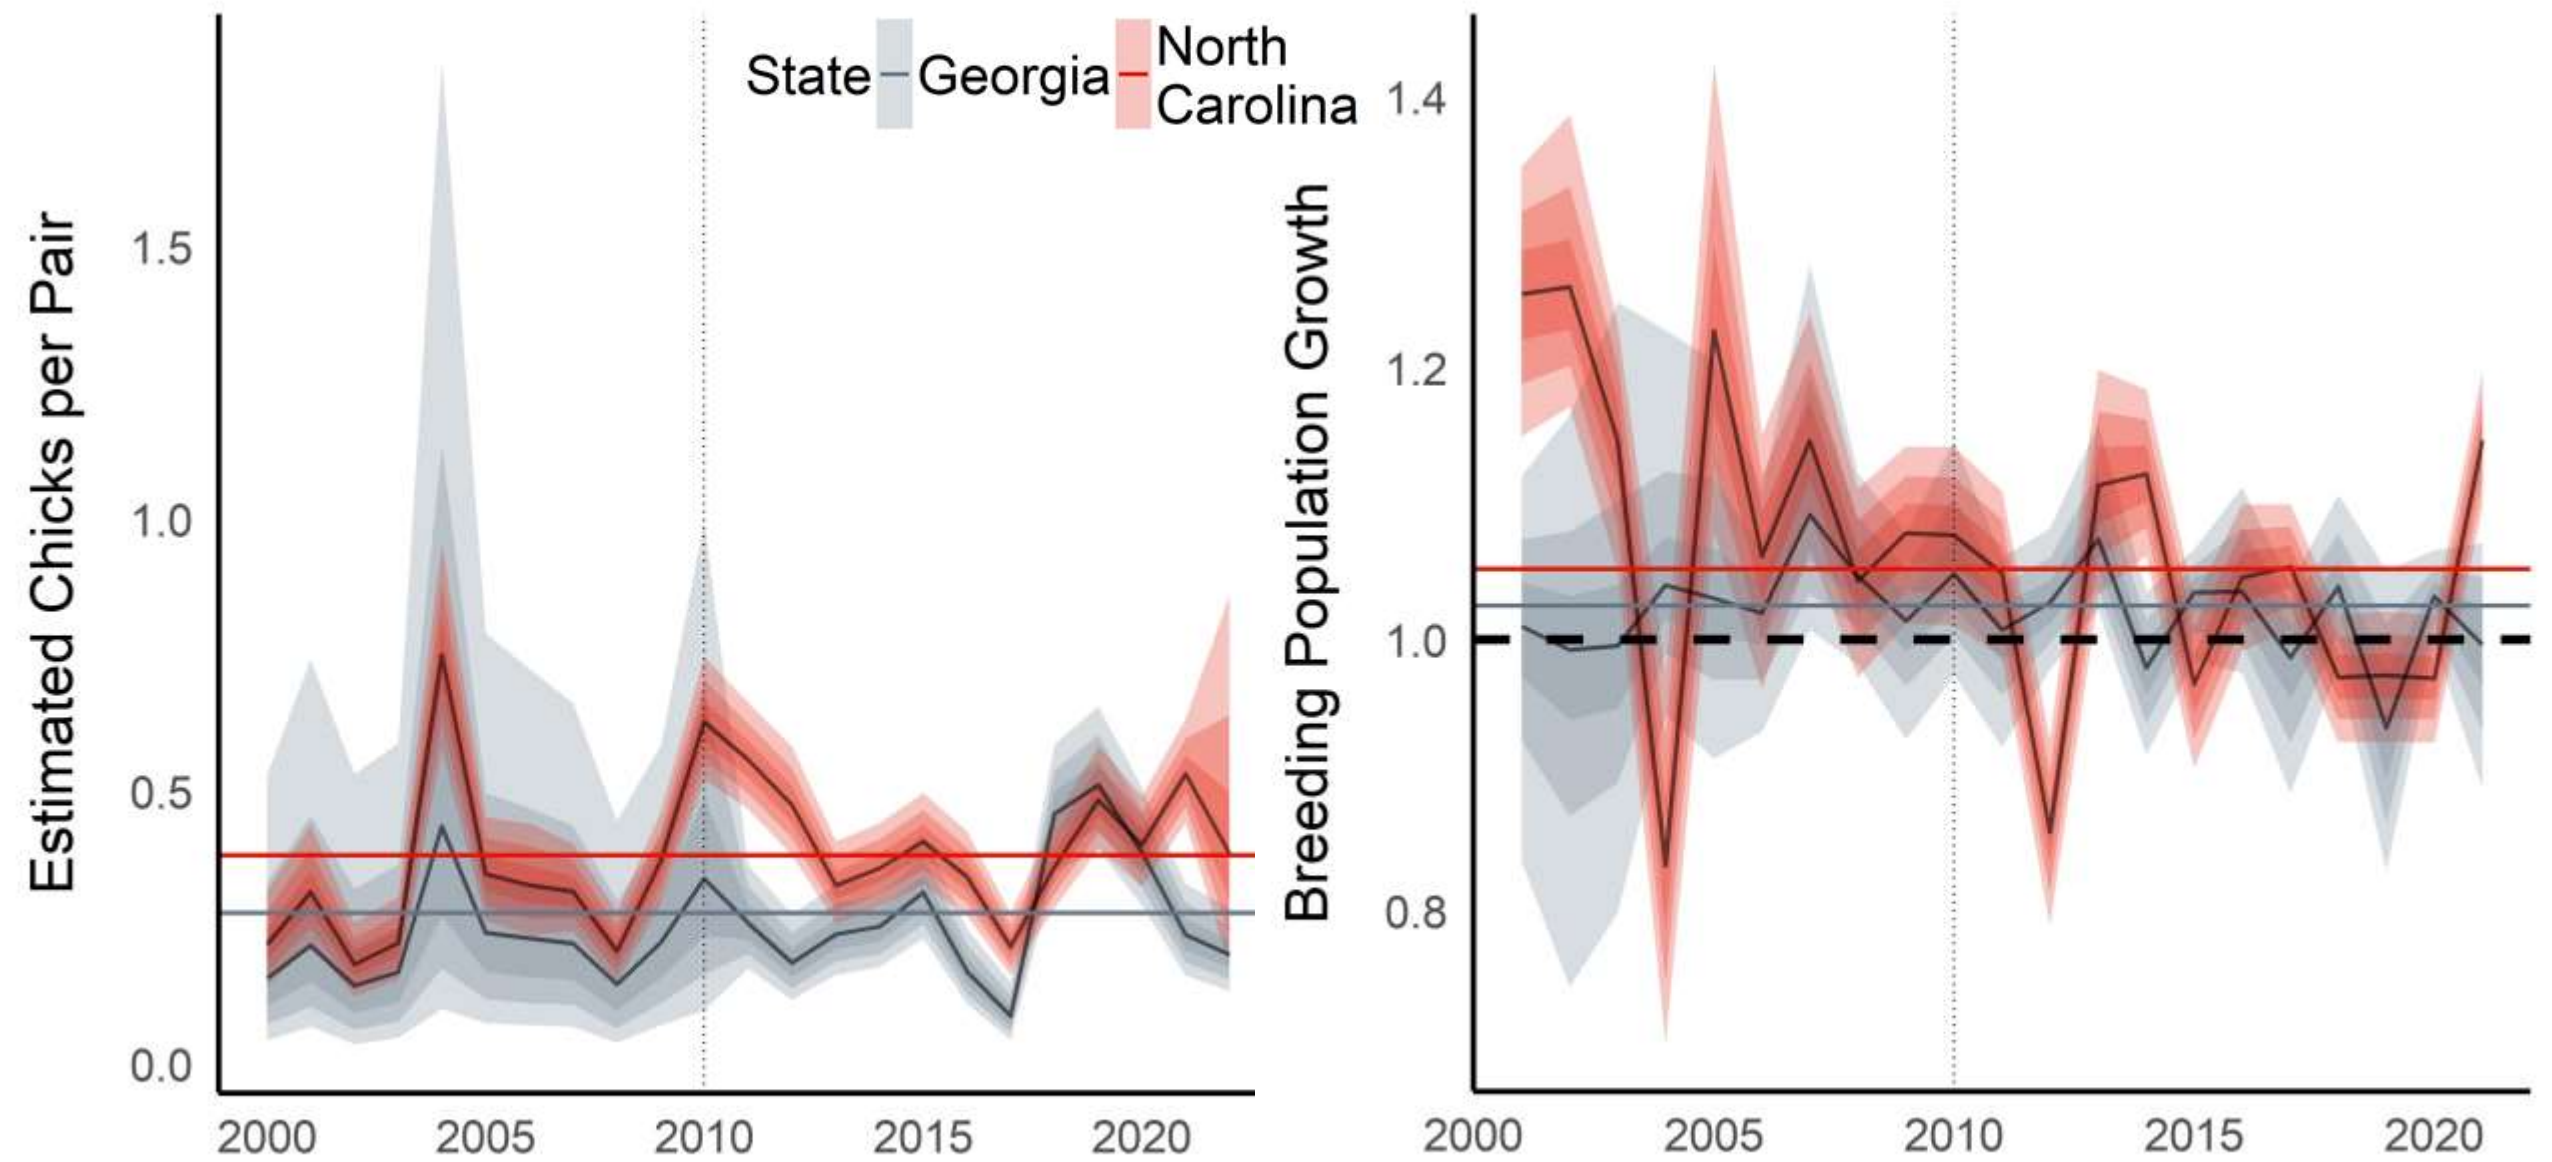 Estimated Chicks per Pair
1.5
1.0
0.5
0.0
2000 2005 2010 2015 2020
State Georgia North
Carolina
Breeding Population Growth
1.4
1.2
1.0
0.8
2000 2005 2010 2015 2020